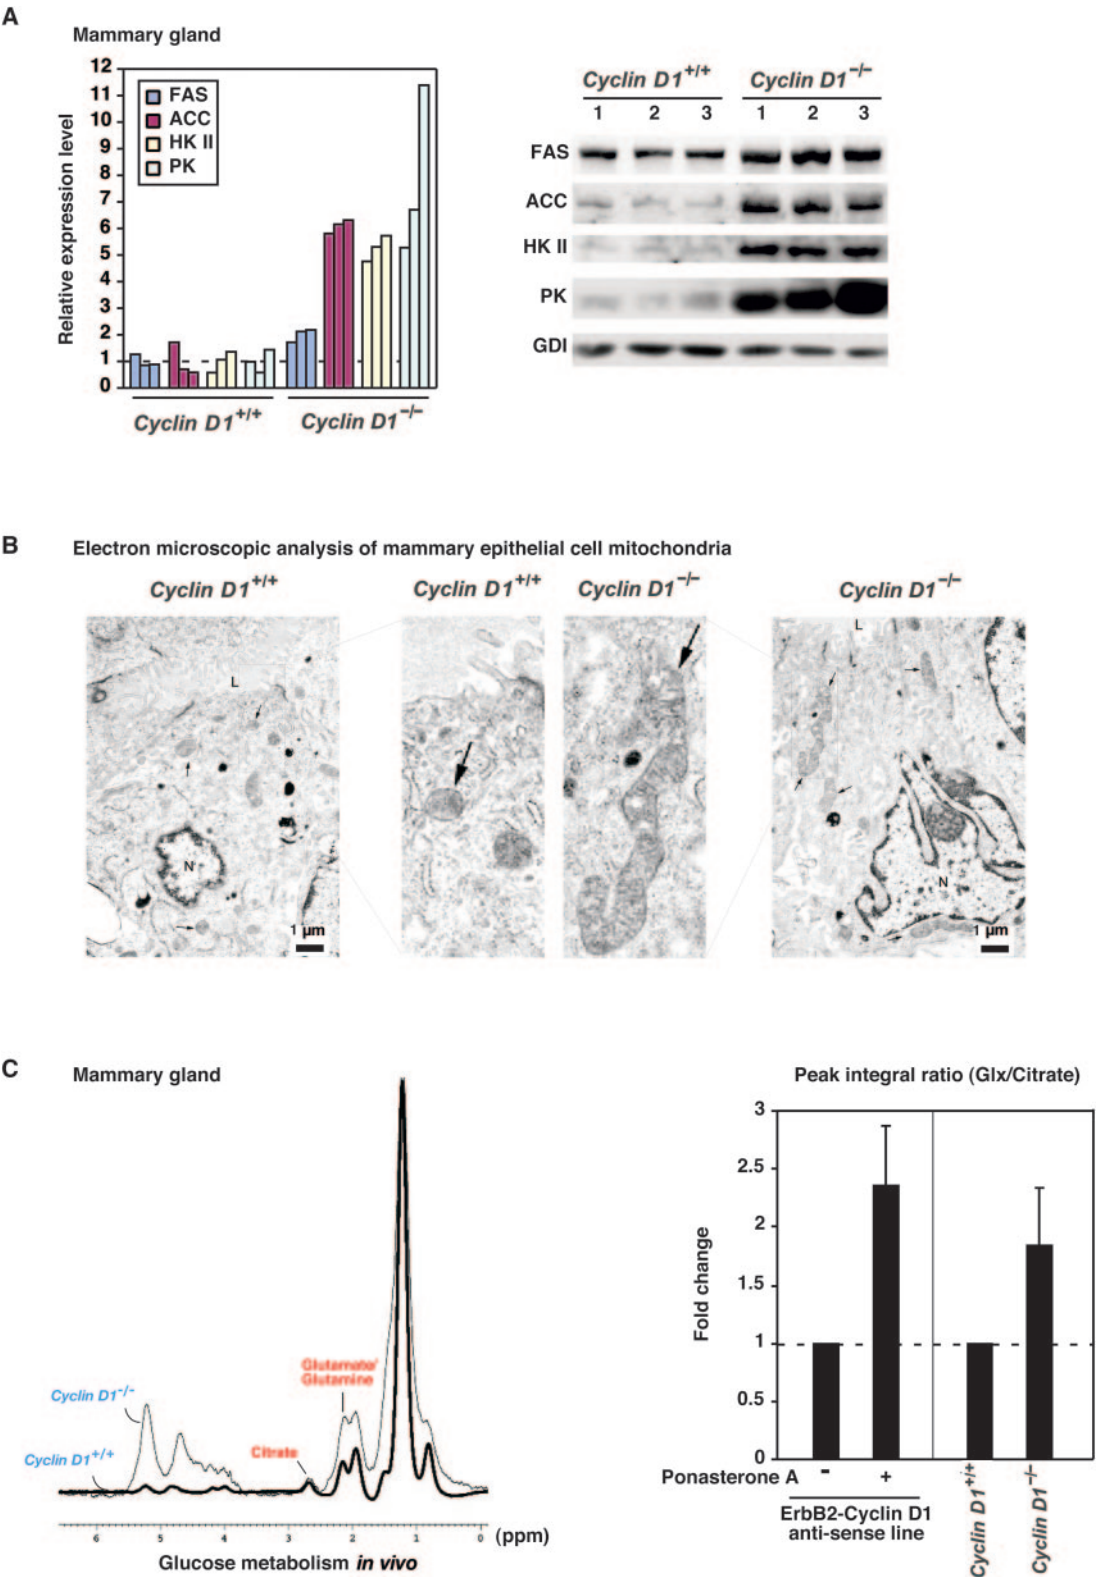 A
Mammary gland
Relative expression level
12
11
10
9
8
7
6
5
4
3
2
1
0
FAS
ACC
HK II
PK
Cyclin D1+/+
Cyclin D1−/−
Cyclin D1+/+
Cyclin D1−/−
1 2 3 1 2 3
FAS
ACC
HK II
PK
GDI
B
Electron microscopic analysis of mammary epithelial cell mitochondria
Cyclin D1+/+
Cyclin D1+/+
Cyclin D1−/−
Cyclin D1−/−
L
N
1 µm
L
N
1 µm
C
Mammary gland
Cyclin D1-/-
Cyclin D1+/+
Citrate
Glutamate/
Glutamine
6 5 4 3 2 1 0 (ppm)
Glucose metabolism in vivo
Peak integral ratio (Glx/Citrate)
Fold change
3
2.5
2
1.5
1
0.5
0
Ponasterone A - +
ErbB2-Cyclin D1
anti-sense line
Cyclin D1+/+
Cyclin D1−/−